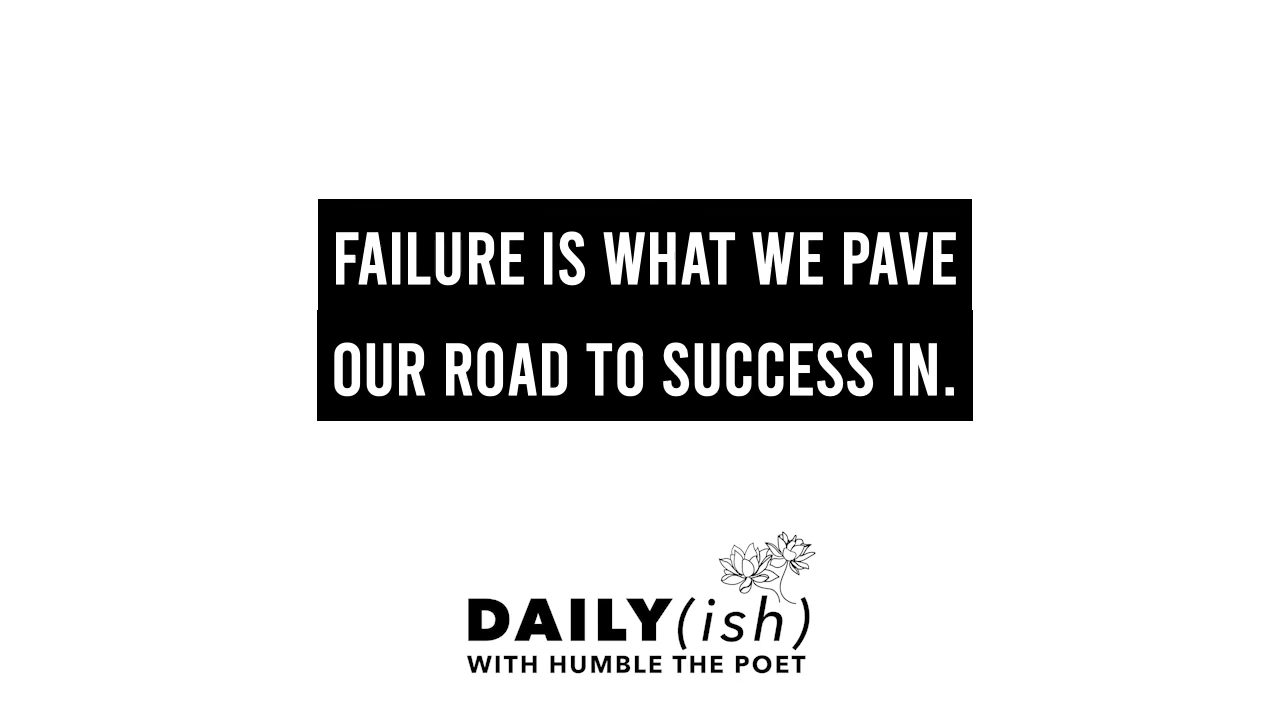 FAILURE IS WHAT WE PAVE
OUR ROAD TO SUCCESS IN.
DAILY(ish)
WITH HUMBLE THE POET